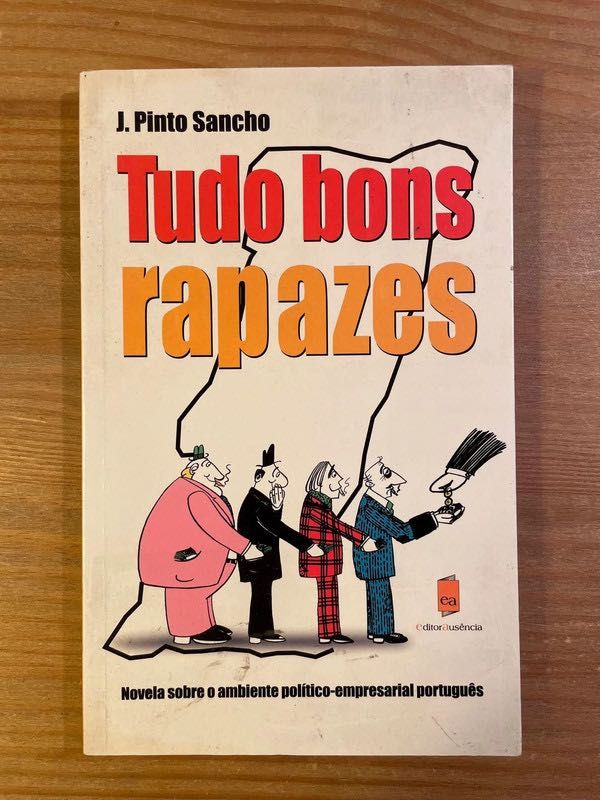 J. Pinto Sancho
Tudo bons
rapazes
ea
editorausência
Novela sobre o ambiente político-empresarial português